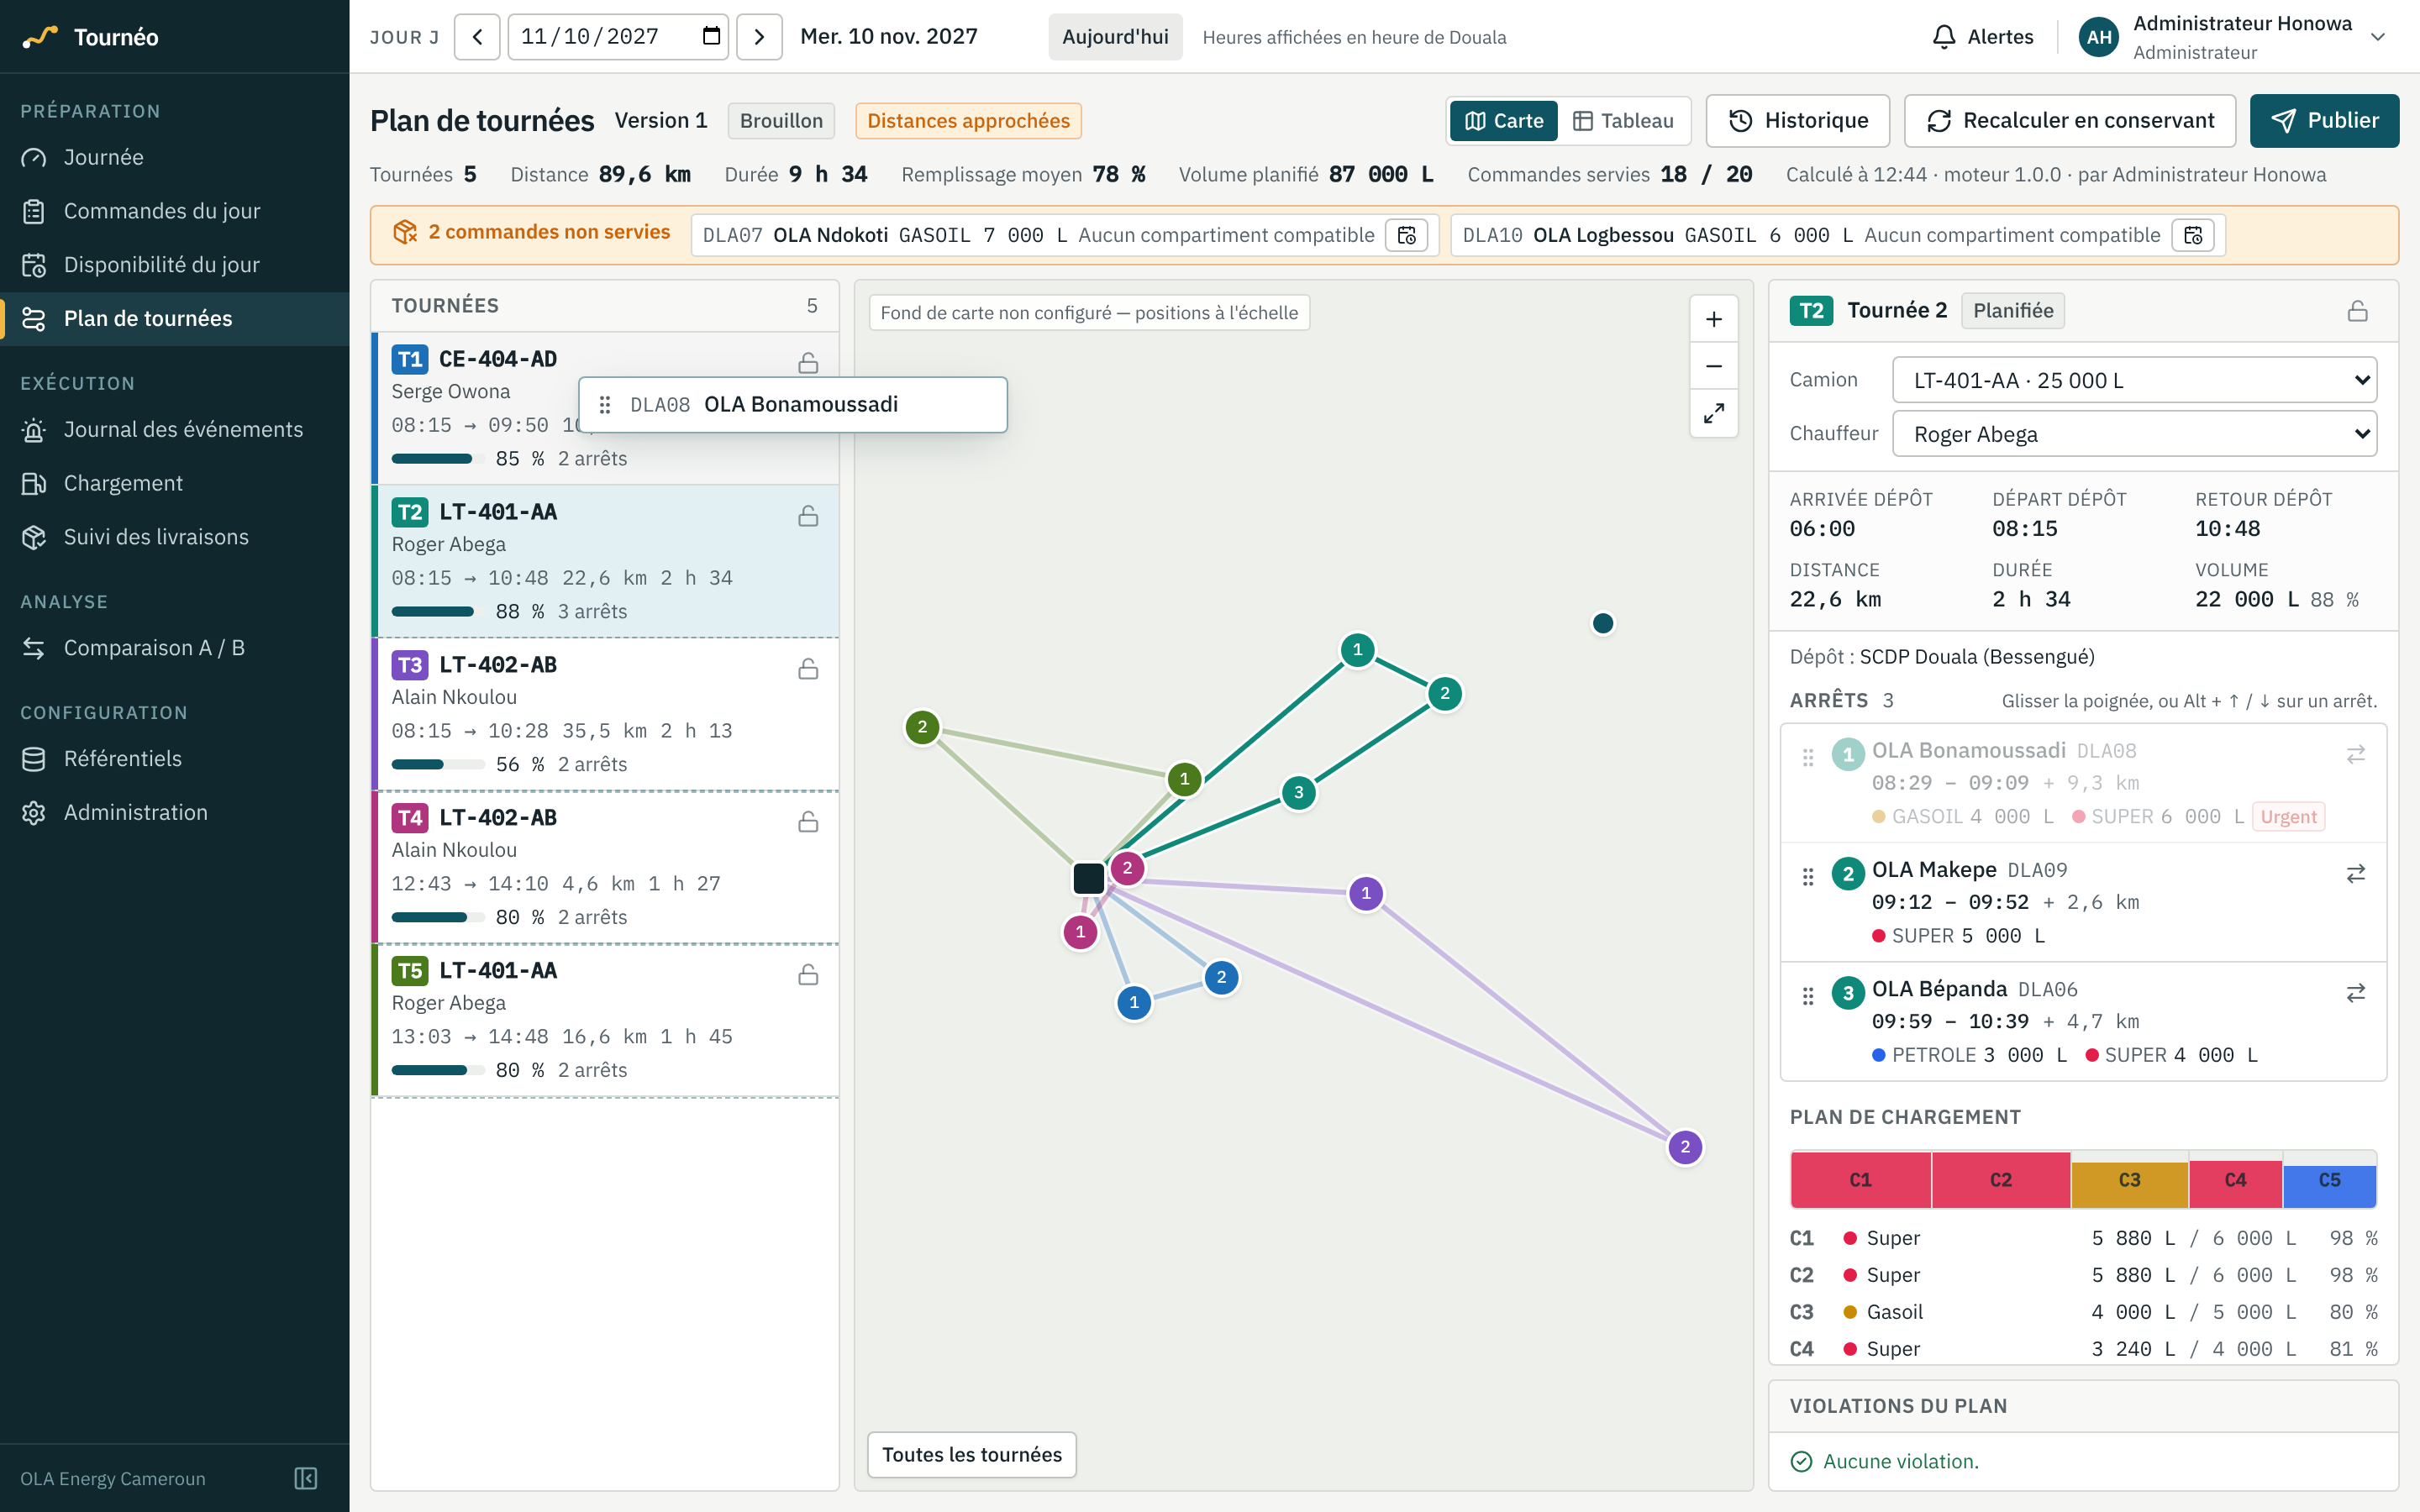 Tournéo
JOUR J
11/10/2027
Mer. 10 nov. 2027
Aujourd'hui
Heures affichées en heure de Douala
Alertes
AH
Administrateur Honowa
Administrateur
PRÉPARATION
Journée
Commandes du jour
Disponibilité du jour
Plan de tournées
EXÉCUTION
Journal des événements
Chargement
Suivi des livraisons
ANALYSE
Comparaison A / B
CONFIGURATION
Référentiels
Administration
OLA Energy Cameroun
Plan de tournées Version 1 Brouillon Distances approchées
Carte Tableau Historique Recalculer en conservant Publier
Tournées 5 Distance 89,6 km Durée 9 h 34 Remplissage moyen 78 % Volume planifié 87 000 L Commandes servies 18 / 20 Calculé à 12:44 · moteur 1.0.0 · par Administrateur Honowa
2 commandes non servies
DLA07 OLA Ndokoti GASOIL 7 000 L Aucun compartiment compatible
DLA10 OLA Logbessou GASOIL 6 000 L Aucun compartiment compatible
TOURNÉES 5
T1 CE-404-AD
Serge Owona
08:15 → 09:50
85 % 2 arrêts
DLA08 OLA Bonamoussadi
T2 LT-401-AA
Roger Abega
08:15 → 10:48 22,6 km 2 h 34
88 % 3 arrêts
T3 LT-402-AB
Alain Nkoulou
08:15 → 10:28 35,5 km 2 h 13
56 % 2 arrêts
T4 LT-402-AB
Alain Nkoulou
12:43 → 14:10 4,6 km 1 h 27
80 % 2 arrêts
T5 LT-401-AA
Roger Abega
13:03 → 14:48 16,6 km 1 h 45
80 % 2 arrêts
Fond de carte non configuré — positions à l'échelle
+
−
1
2
2
1
3
2
1
1
2
1
2
Toutes les tournées
T2 Tournée 2 Planifiée
Camion LT-401-AA · 25 000 L
Chauffeur Roger Abega
ARRIVÉE DÉPÔT DÉPART DÉPÔT RETOUR DÉPÔT
06:00 08:15 10:48
DISTANCE DURÉE VOLUME
22,6 km 2 h 34 22 000 L 88 %
Dépôt : SCDP Douala (Bessengué)
ARRÊTS 3 Glisser la poignée, ou Alt + ↑ / ↓ sur un arrêt.
1 OLA Bonamoussadi DLA08
08:29 – 09:09 + 9,3 km
GASOIL 4 000 L SUPER 6 000 L Urgent
2 OLA Makepe DLA09
09:12 – 09:52 + 2,6 km
SUPER 5 000 L
3 OLA Bépanda DLA06
09:59 – 10:39 + 4,7 km
PETROLE 3 000 L SUPER 4 000 L
PLAN DE CHARGEMENT
C1 C2 C3 C4 C5
C1 Super 5 880 L / 6 000 L 98 %
C2 Super 5 880 L / 6 000 L 98 %
C3 Gasoil 4 000 L / 5 000 L 80 %
C4 Super 3 240 L / 4 000 L 81 %
VIOLATIONS DU PLAN
Aucune violation.